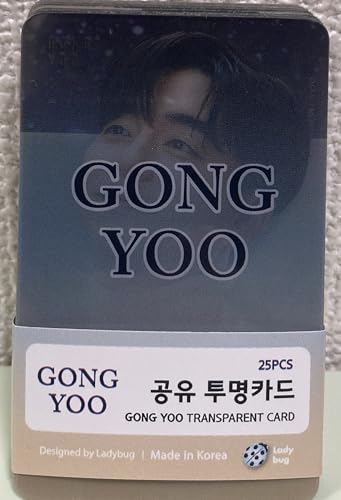 GONG
YOO
25PCS
GONG
YOO
공유 투명카드
GONG YOO TRANSPARENT CARD
Designed by Ladybug | Made in Korea
Lady
bug